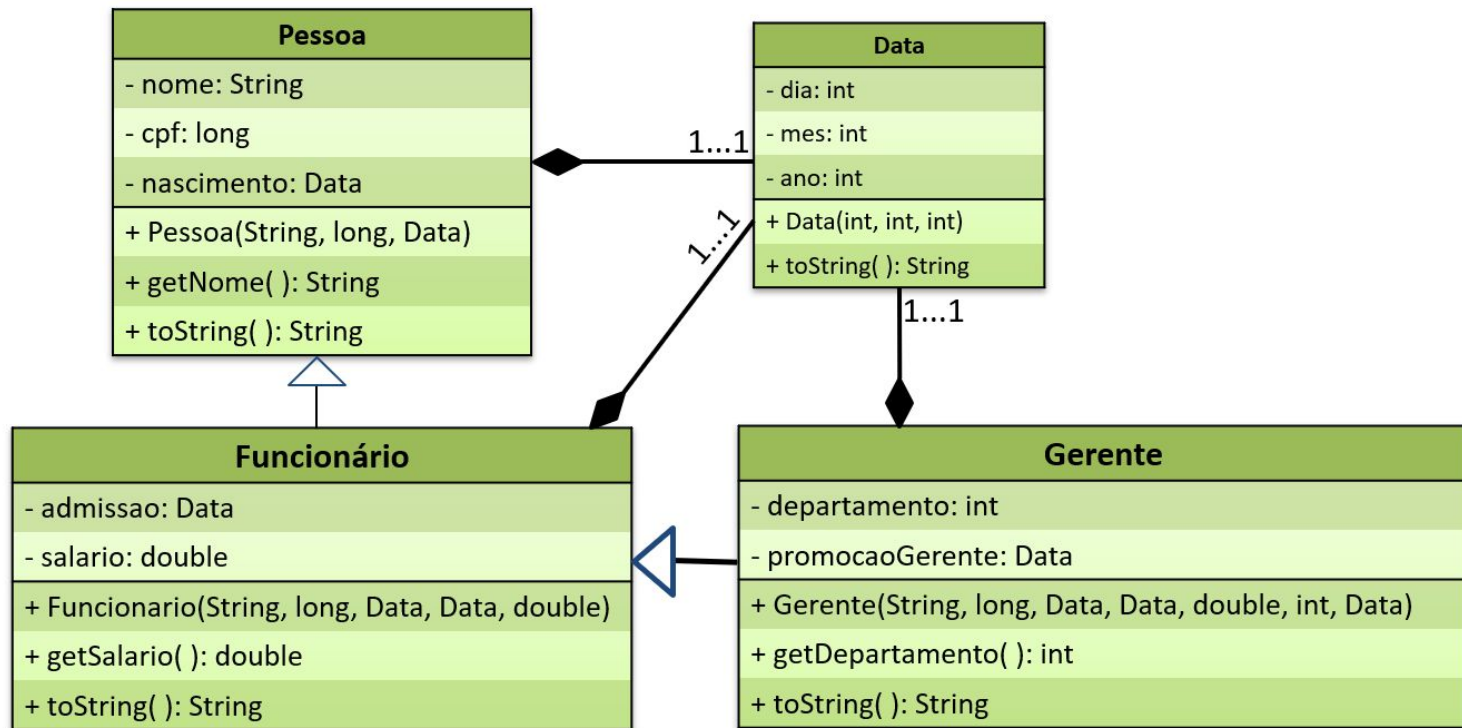 Pessoa
- nome: String
- cpf: long
- nascimento: Data
+ Pessoa(String, long, Data)
+ getNome( ): String
+ toString( ): String
1...1
Data
- dia: int
- mes: int
- ano: int
+ Data(int, int, int)
+ toString( ): String
1...1
1...1
Funcionário
- admissao: Data
- salario: double
+ Funcionario(String, long, Data, Data, double)
+ getSalario( ): double
+ toString( ): String
Gerente
- departamento: int
- promocaoGerente: Data
+ Gerente(String, long, Data, Data, double, int, Data)
+ getDepartamento( ): int
+ toString( ): String